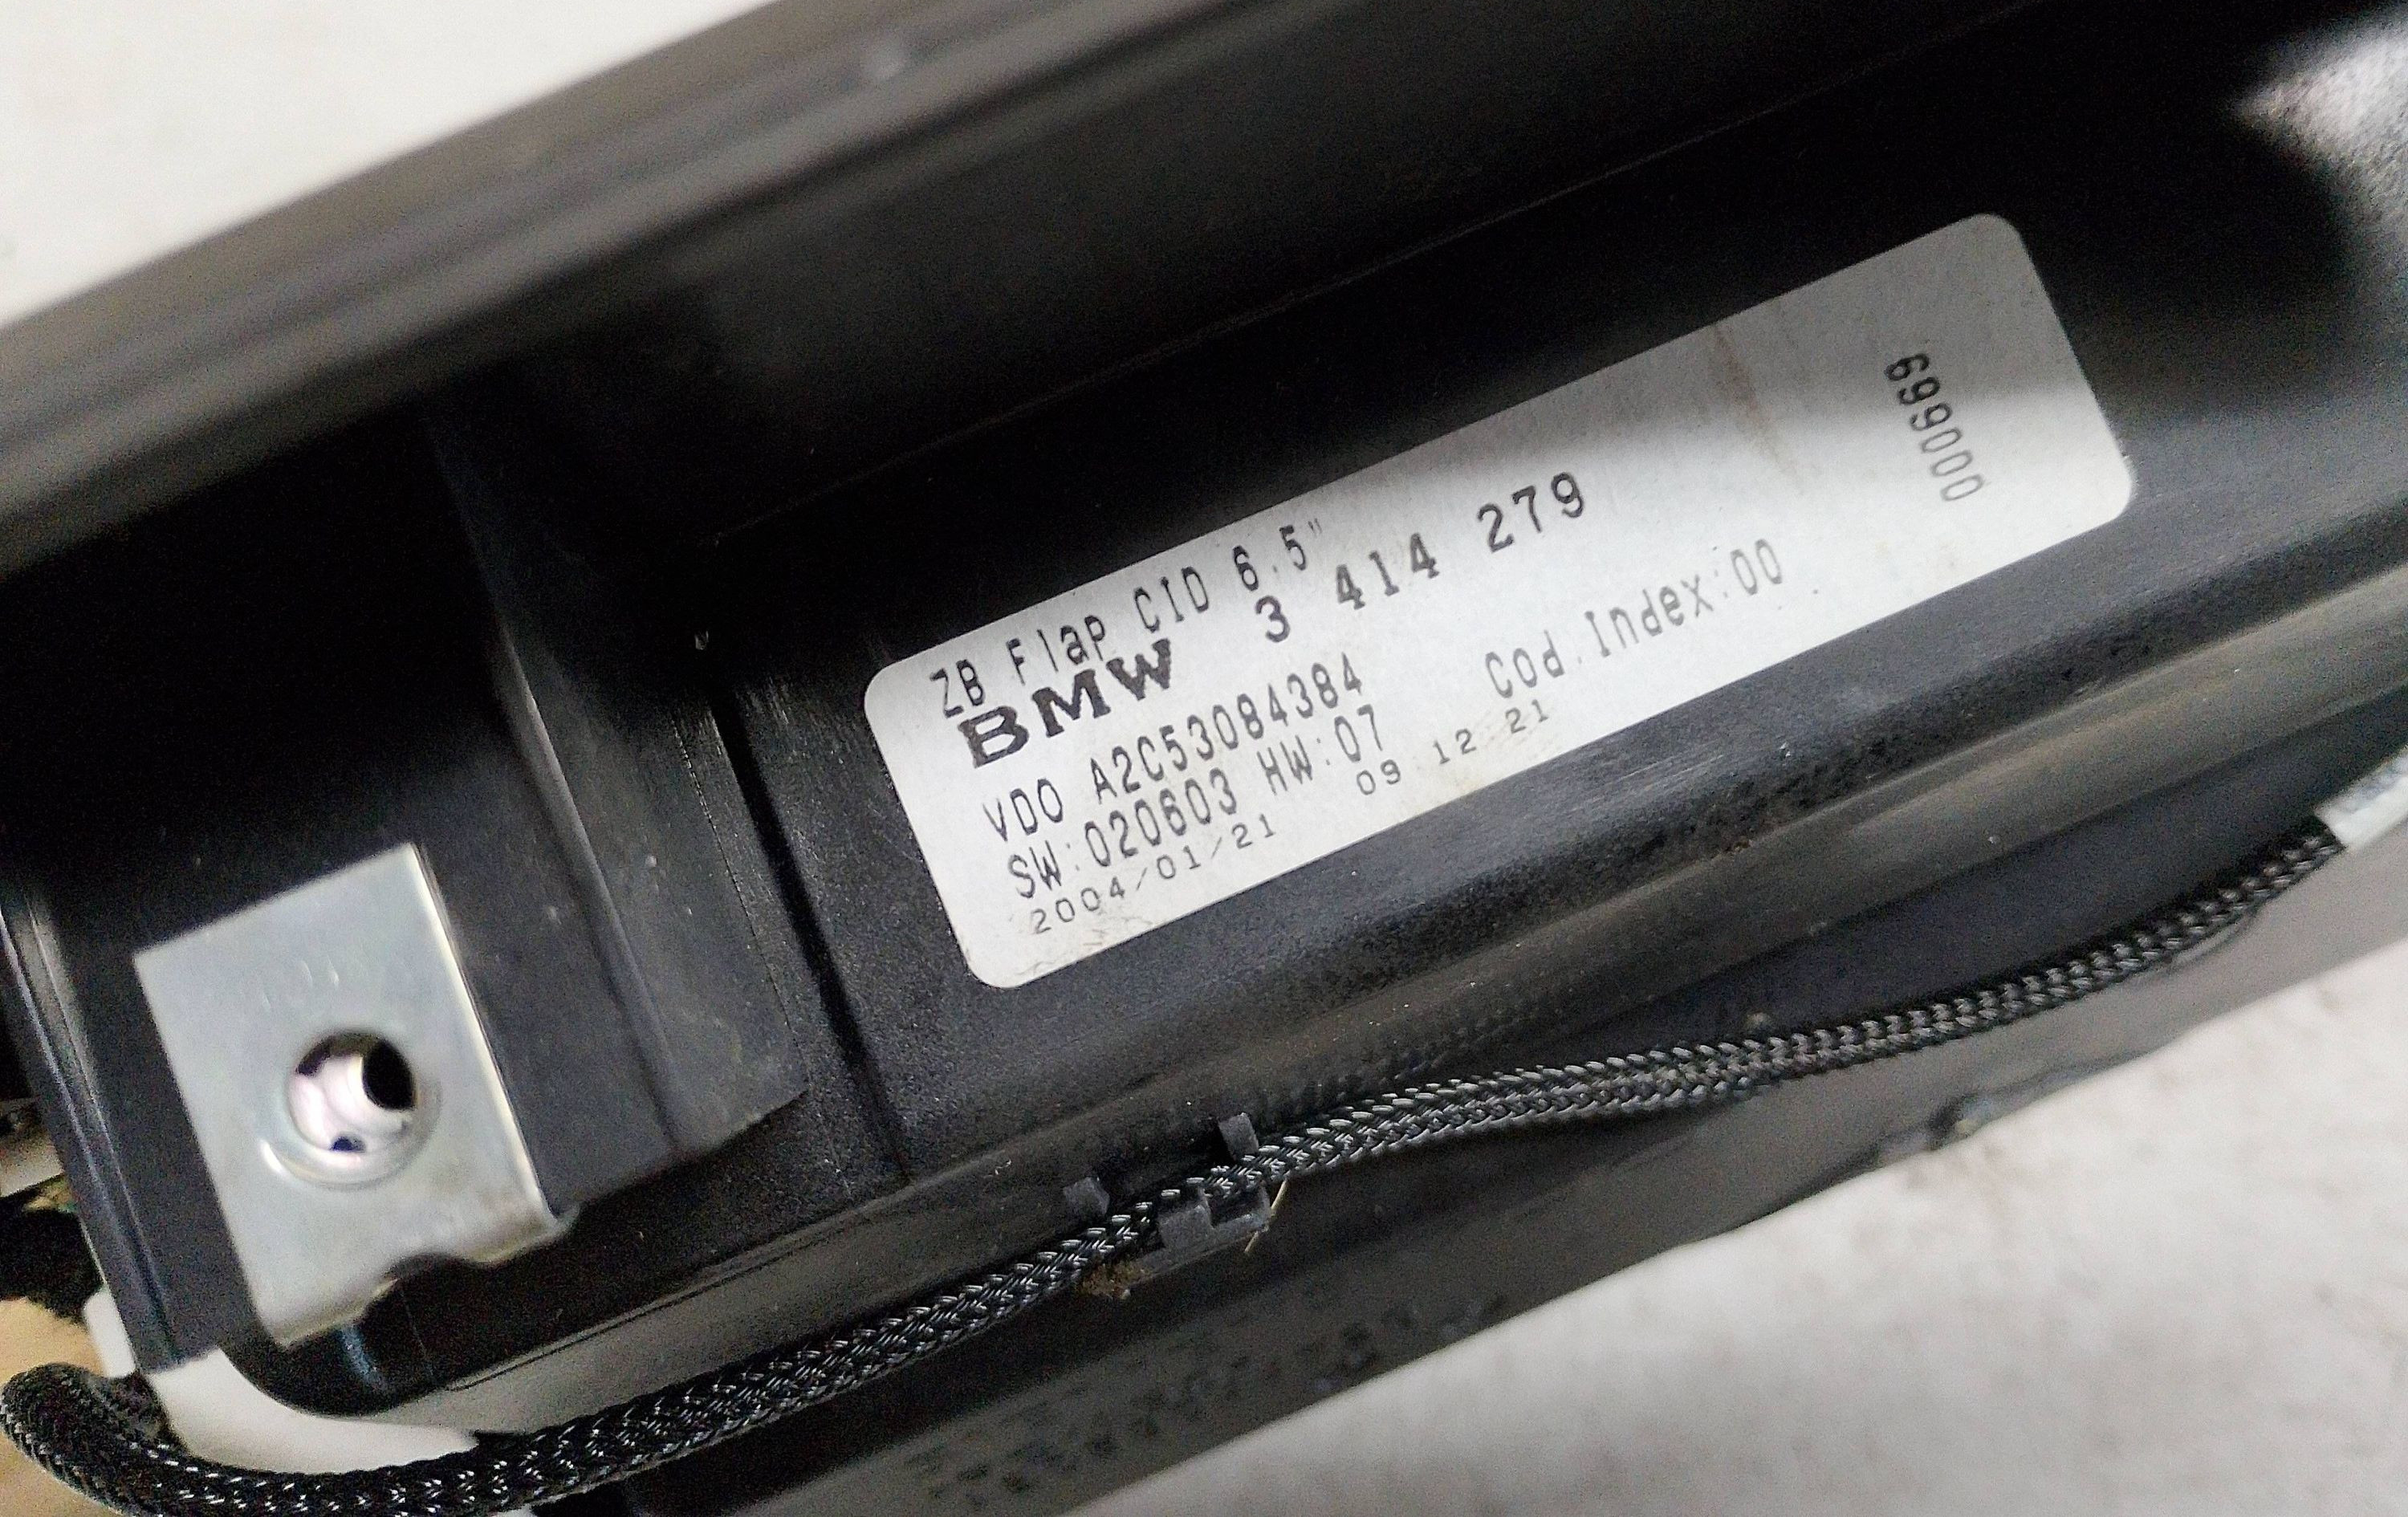 ZB Flap CID 6.5"
BMW 3 414 279
VDO A2C53084384
SW:020603 HW:07 Cod.Index:00
2004/01/21 09 12 21
000669